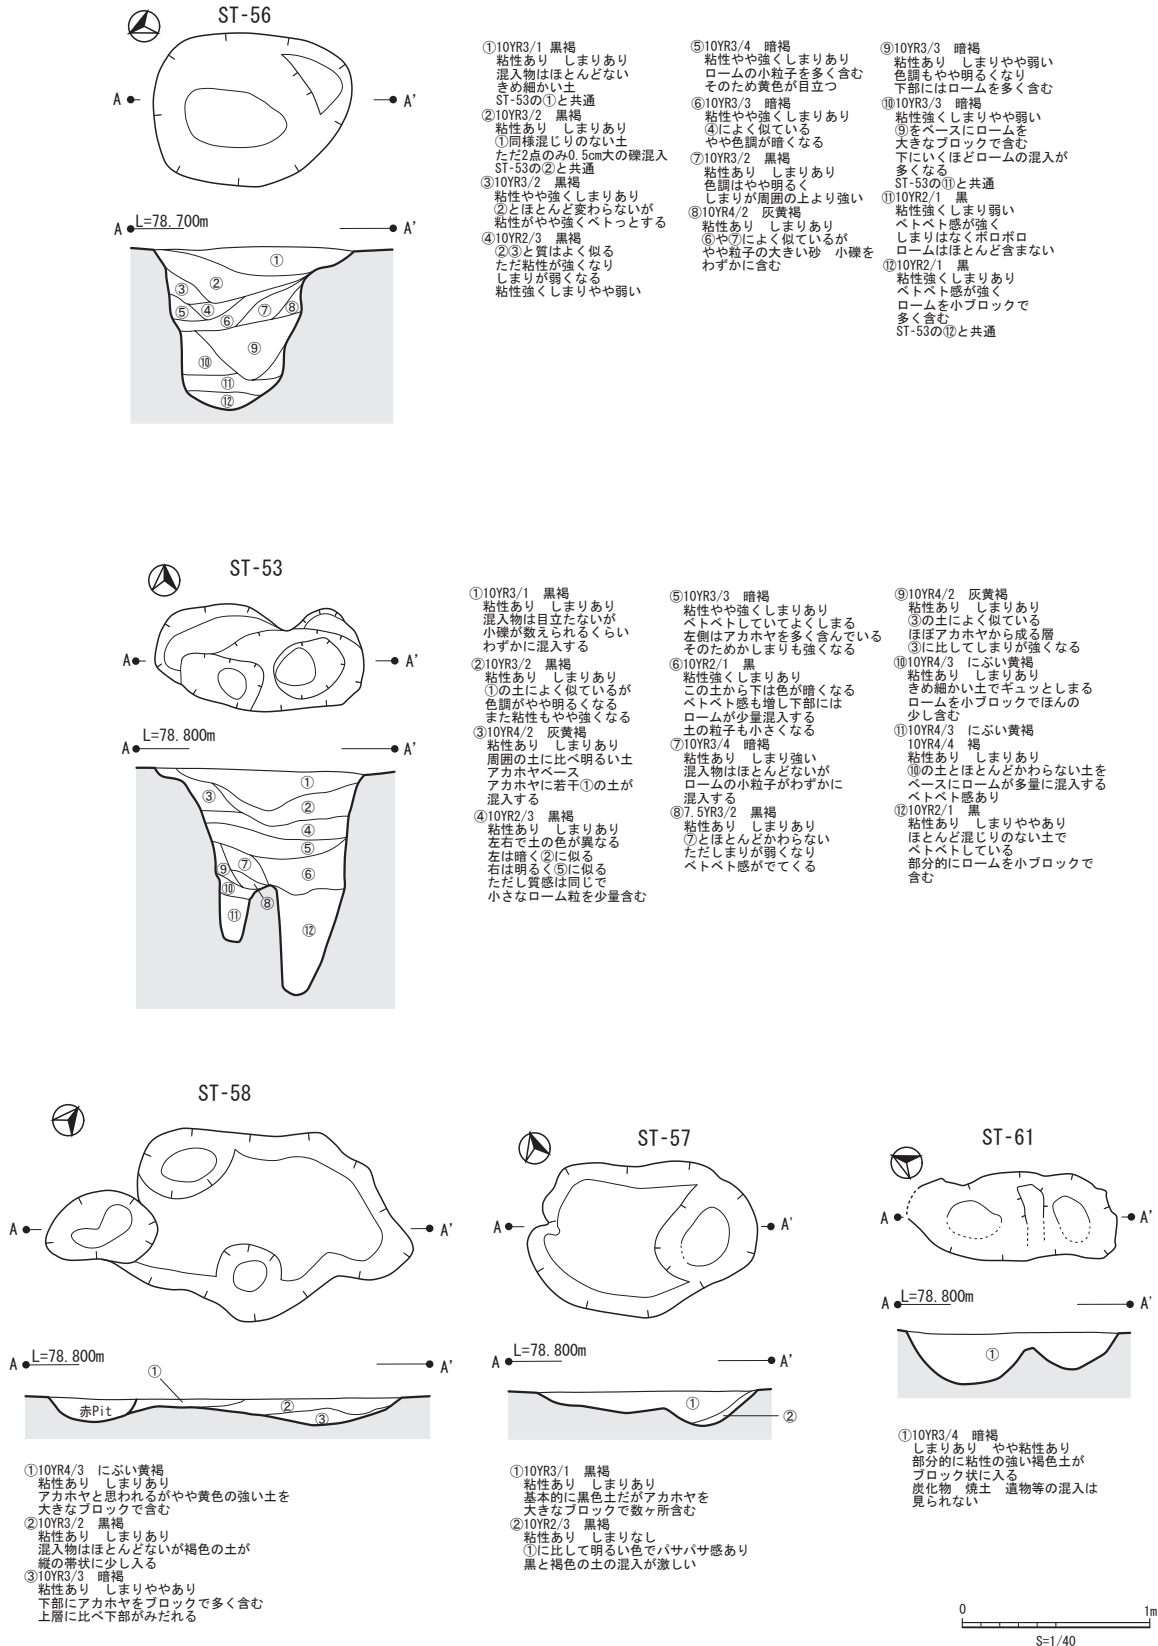 ST-56
A
A'
A
L=78.700m
A'
①
②
③
④
⑤
⑥
⑦
⑧
⑨
⑩
⑪
⑫
①10YR3/1 黒褐
粘性あり しまりあり
混入物はほとんどない
きめ細かい土
ST-53の①と共通
②10YR3/2 黒褐
粘性あり しまりあり
①同様混じりのない土
ただ2点のみ0.5cm大の礫混入
ST-53の②と共通
③10YR3/2 黒褐
粘性やや強くしまりあり
②とほとんど変わらないが
粘性がやや強くベトっとする
④10YR2/3 黒褐
②③と質はよく似る
ただ粘性が強くなり
しまりが弱くなる
粘性強くしまりやや弱い
⑤10YR3/4 暗褐
粘性やや強くしまりあり
ロームの小粒子を多く含む
そのため黄色が目立つ
⑥10YR3/3 暗褐
粘性やや強くしまりあり
④によく似ている
やや色調が暗くなる
⑦10YR3/2 黒褐
粘性あり しまりあり
色調はやや明るく
しまりが周囲の上より強い
⑧10YR4/2 灰黄褐
粘性あり しまりあり
⑥や⑦によく似ているが
やや粒子の大きい砂 小礫を
わずかに含む
⑨10YR3/3 暗褐
粘性あり しまりやや弱い
色調もやや明るくなり
下部にはロームを多く含む
⑩10YR3/3 暗褐
粘性強くしまりやや弱い
⑨をベースにロームを
大きなブロックで含む
下にいくほどロームの混入が
多くなる
ST-53の⑪と共通
⑪10YR2/1 黒
粘性強くしまり弱い
ベトベト感が強く
しまりはなくボロボロ
ロームはほとんど含まない
⑫10YR2/1 黒
粘性強くしまりあり
ベトベト感が強く
ロームを小ブロックで
多く含む
ST-53の⑫と共通
ST-53
A
A'
A
L=78.800m
A'
①
②
③
④
⑤
⑥
⑦
⑧
⑨
⑩
⑪
⑫
①10YR3/1 黒褐
粘性あり しまりあり
混入物は目立たないが
小礫が数えられるくらい
わずかに混入する
②10YR3/2 黒褐
粘性あり しまりあり
①の土によく似ているが
色調がやや明るくなる
また粘性もやや強くなる
③10YR4/2 灰黄褐
粘性あり しまりあり
周囲の土に比べ明るい土
アカホヤベース
アカホヤに若干①の土が
混入する
④10YR2/3 黒褐
粘性あり しまりあり
左右で土の色が異なる
左は暗く②に似る
右は明るく⑤に似る
ただし質感は同じで
小さなローム粒を少量含む
⑤10YR3/3 暗褐
粘性やや強くしまりあり
ベトベトしていてよくしまる
左側はアカホヤを多く含んでいる
そのためかしまりも強くなる
⑥10YR2/1 黒
粘性強くしまりあり
この土から下は色が暗くなる
ベトベト感も増し下部には
ロームが少量混入する
土の粒子も小さくなる
⑦10YR3/4 暗褐
粘性あり しまり強い
混入物はほとんどないが
ロームの小粒子がわずかに
混入する
⑧7.5YR3/2 黒褐
粘性あり しまりあり
⑦とほとんどかわらない
ただしまりが弱くなり
ベトベト感がでてくる
⑨10YR4/2 灰黄褐
粘性あり しまりあり
③の土によく似ている
ほぼアカホヤから成る層
③に比してしまりが強くなる
⑩10YR4/3 にぶい黄褐
粘性あり しまりあり
きめ細かい土でギュッとしまる
ロームを小ブロックでほんの
少し含む
⑪10YR4/3 にぶい黄褐
10YR4/4 褐
粘性あり しまりあり
⑩の土とほとんどかわらない土を
ベースにロームが多量に混入する
ベトベト感あり
⑫10YR2/1 黒
粘性あり しまりややあり
ほとんど混じりのない土で
ベトベトしている
部分的にロームを小ブロックで
含む
ST-58
A
A'
A
L=78.800m
A'
①
②
③
赤Pit
①10YR4/3 にぶい黄褐
粘性あり しまりあり
アカホヤと思われるがやや黄色の強い土を
大きなブロックで含む
②10YR3/2 黒褐
粘性あり しまりあり
混入物はほとんどないが褐色の土が
縦の帯状に少し入る
③10YR3/3 暗褐
粘性あり しまりややあり
下部にアカホヤをブロックで多く含む
上層に比べ下部がみだれる
ST-57
A
A'
A
L=78.800m
A'
①
②
①10YR3/1 黒褐
粘性あり しまりあり
基本的に黒色土だがアカホヤを
大きなブロックで数ヶ所含む
②10YR2/3 黒褐
粘性あり しまりなし
①に比して明るい色でパサパサ感あり
黒と褐色の土の混入が激しい
ST-61
A
A'
A
L=78.800m
A'
①
①10YR3/4 暗褐
しまりあり やや粘性あり
部分的に粘性の強い褐色土が
ブロック状に入る
炭化物 焼土 遺物等の混入は
見られない
0
1m
S=1/40